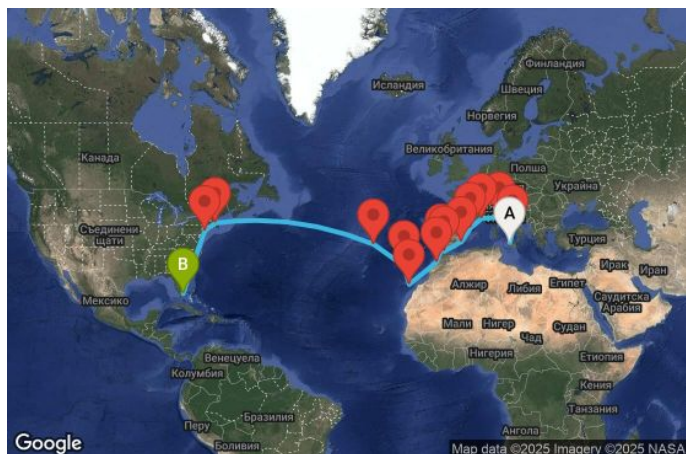 Исландия
Финландия
Швеция
Норвегия
Канада
Великобритания
Полша
Украйна
A
Съединени
щати
Турция
B
Ирак
Иран
Мексико
Алжир
Либия
Египет
Саудитска
Арабия
Мали
Нигер
Судан
Чад
Венецуела
Нигерия
Етиопия
Колумбия
Кения
Перу
Бразилия
Танзания
Ангола
Боливия
Google
Map data ©2025 Imagery ©2025 NASA